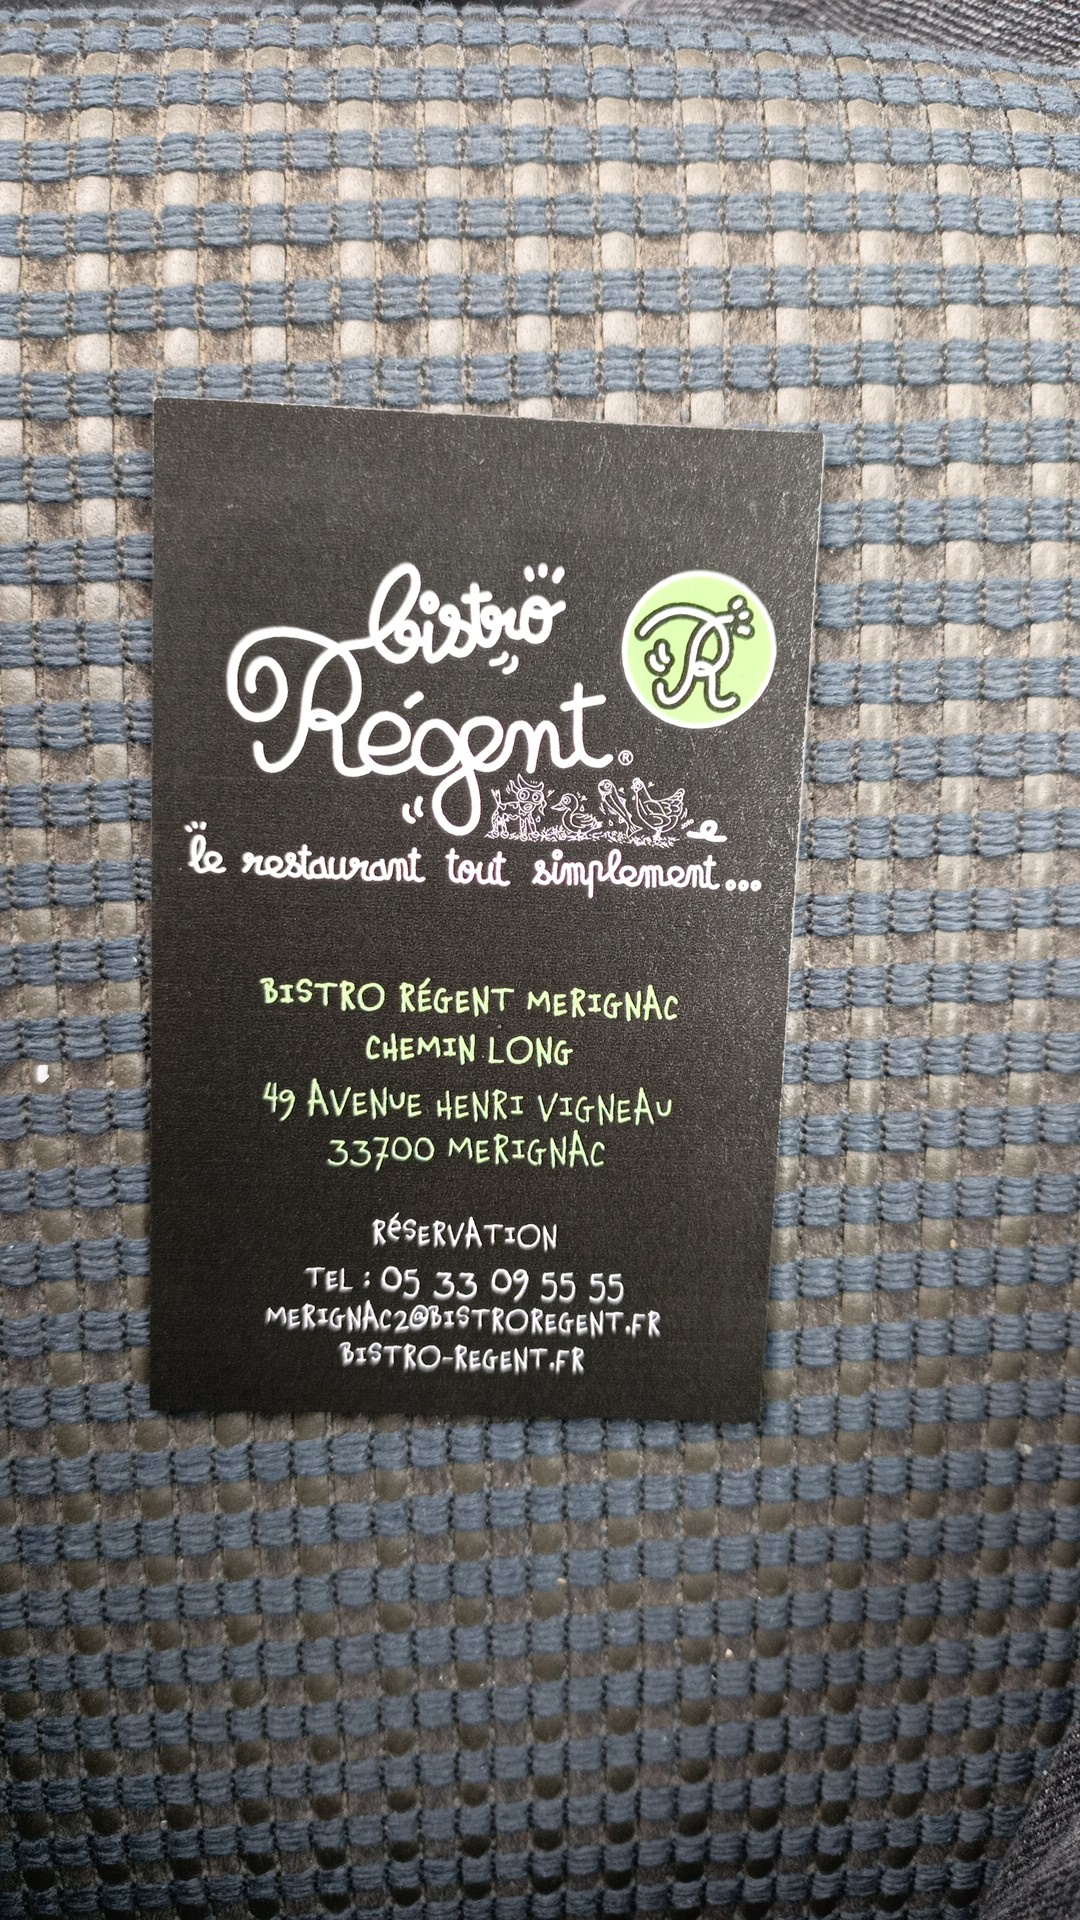 bistro
Régent®
R
le restaurant tout simplement...
BISTRO RÉGENT MERIGNAC
CHEMIN LONG
49 AVENUE HENRI VIGNEAU
33700 MERIGNAC
RéSERVATION
TEL : 05 33 09 55 55
MERIGNAC2@BISTROREGENT.FR
BISTRO-REGENT.FR